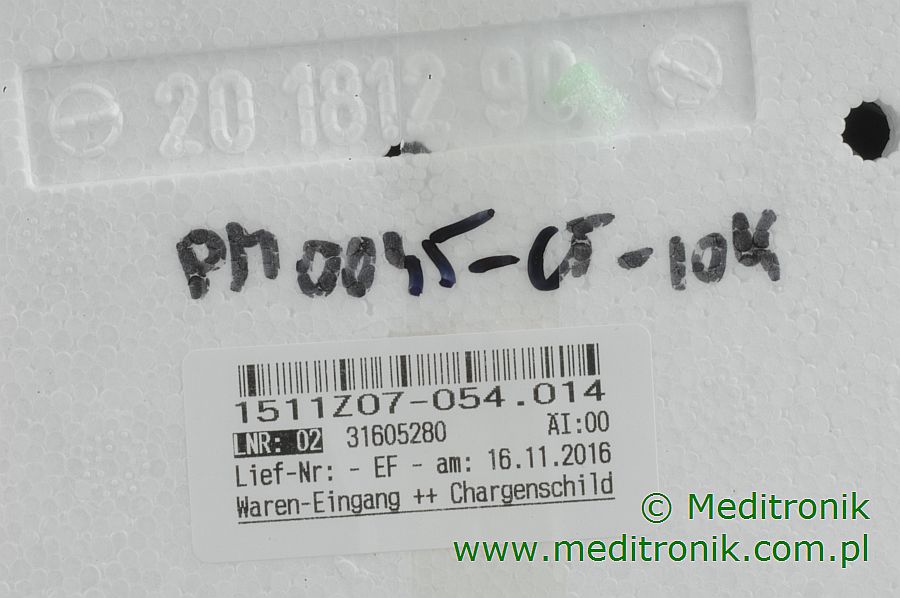 20 1812 90
PM0045-CF-104
1511Z07-054.014
LNR: 02 31605280 ÄI:00
Lief-Nr: - EF - am: 16.11.2016
Waren-Eingang ++ Chargenschild
© Meditronik
www.meditronik.com.pl